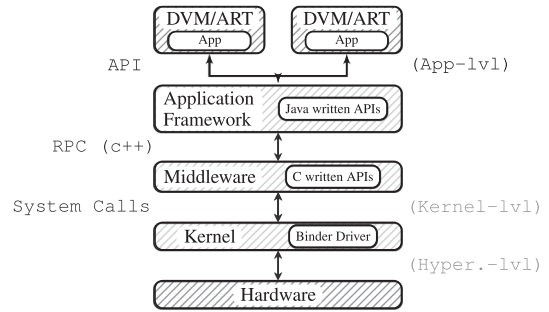 DVM/ART DVM/ART
App App
API (App-lvl)
Application
Framework
Java written APIs
RPC (c++)
Middleware C written APIs
System Calls (Kernel-lvl)
Kernel Binder Driver
(Hyper.-lvl)
Hardware